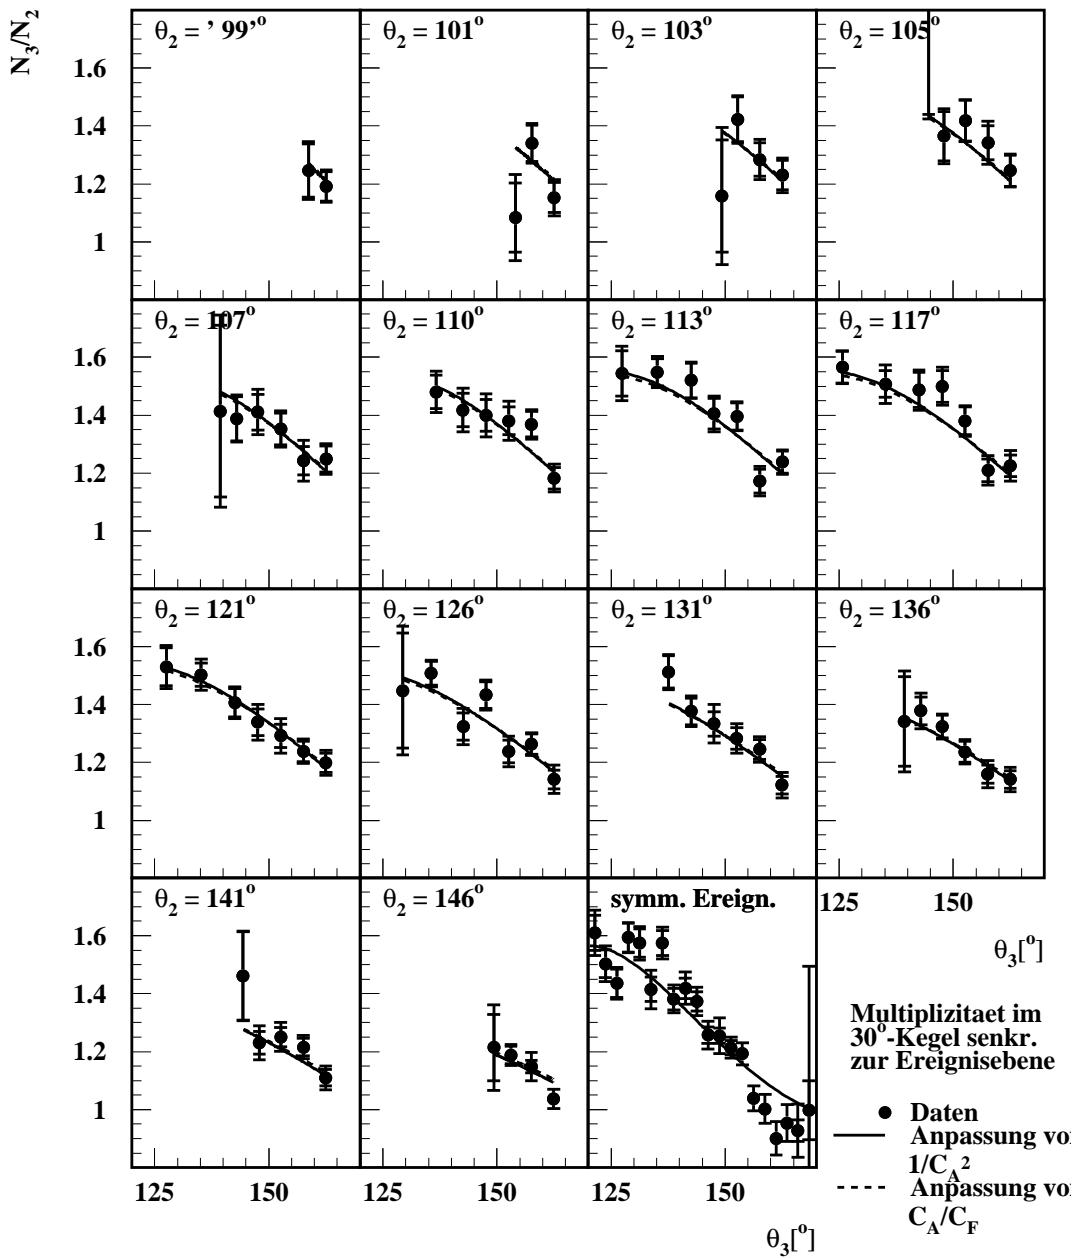 N₃/N₂
θ₂ = ’ 99’°
θ₂ = 101°
θ₂ = 103°
θ₂ = 105°
1.6
1.4
1.2
1
θ₂ = 107°
θ₂ = 110°
θ₂ = 113°
θ₂ = 117°
1.6
1.4
1.2
1
θ₂ = 121°
θ₂ = 126°
θ₂ = 131°
θ₂ = 136°
1.6
1.4
1.2
1
θ₂ = 141°
θ₂ = 146°
symm. Ereign.
125 150
1.6
1.4
1.2
1
θ₃[°]
Multiplizitaet im
30°-Kegel senkr.
zur Ereignisebene
Daten
Anpassung vo
1/C_A²
Anpassung vo
C_A/C_F
125 150 125 150 125 150
θ₃[°]